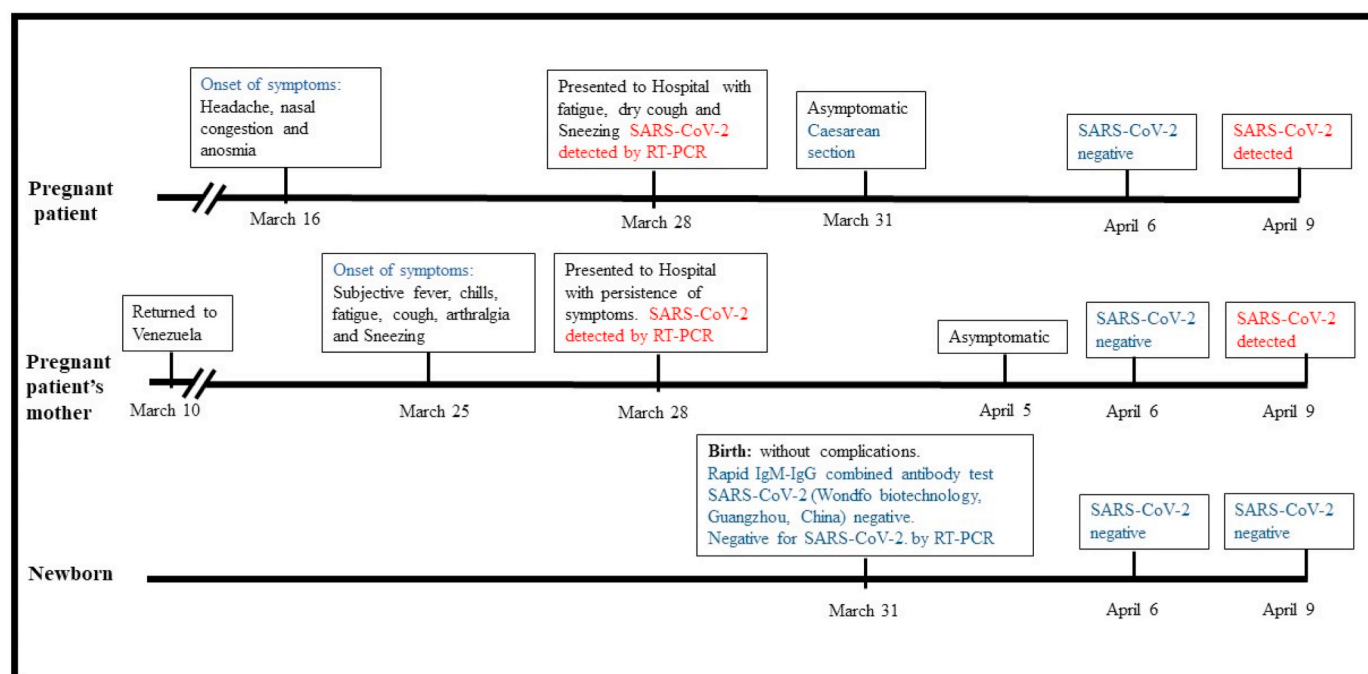 Onset of symptoms:
Headache, nasal
congestion and
anosmia
Presented to Hospital with
fatigue, dry cough and
Sneezing SARS-CoV-2
detected by RT-PCR
Asymptomatic
Caesarean
section
SARS-CoV-2
negative
SARS-CoV-2
detected
Pregnant
patient
March 16
March 28
March 31
April 6
April 9
Returned to
Venezuela
Onset of symptoms:
Subjective fever, chills,
fatigue, cough, arthralgia
and Sneezing
Presented to Hospital
with persistence of
symptoms. SARS-CoV-2
detected by RT-PCR
Asymptomatic
SARS-CoV-2
negative
SARS-CoV-2
detected
Pregnant
patient's
mother
March 10
March 25
March 28
April 5
April 6
April 9
Birth: without complications.
Rapid IgM-IgG combined antibody test
SARS-CoV-2 (Wondfo biotechnology,
Guangzhou, China) negative.
Negative for SARS-CoV-2. by RT-PCR
SARS-CoV-2
negative
SARS-CoV-2
negative
Newborn
March 31
April 6
April 9